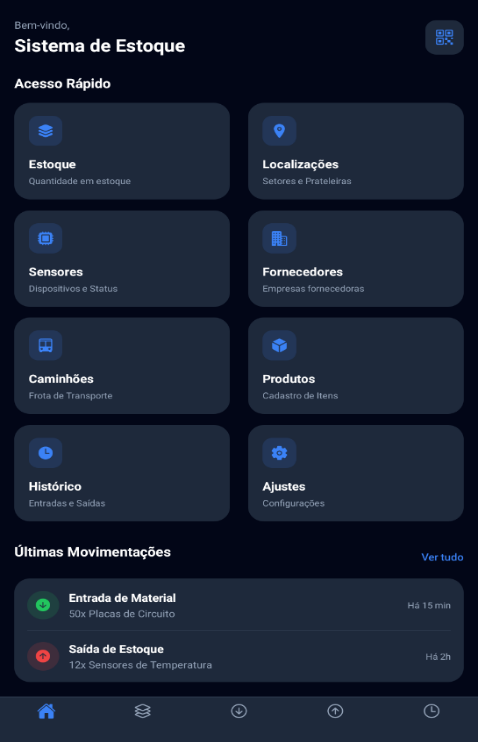 Bem-vindo,
Sistema de Estoque
Acesso Rápido
Estoque
Quantidade em estoque
Localizações
Setores e Prateleiras
Sensores
Dispositivos e Status
Fornecedores
Empresas fornecedoras
Caminhões
Frota de Transporte
Produtos
Cadastro de Itens
Histórico
Entradas e Saídas
Ajustes
Configurações
Últimas Movimentações
Ver tudo
Entrada de Material
50x Placas de Circuito
Há 15 min
Saída de Estoque
12x Sensores de Temperatura
Há 2h